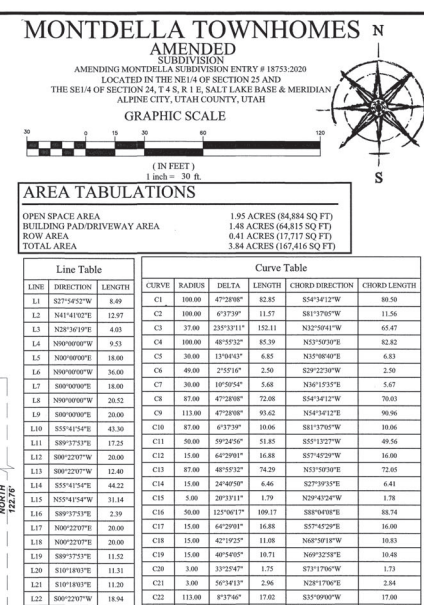 MONTDELLA TOWNHOMES
AMENDED
SUBDIVISION
AMENDING MONTDELLA SUBDIVISION ENTRY # 18753:2020
LOCATED IN THE NE1/4 OF SECTION 25 AND
THE SE1/4 OF SECTION 24, T 4 S, R 1 E, SALT LAKE BASE & MERIDIAN
ALPINE CITY, UTAH COUNTY, UTAH
N
S
GRAPHIC SCALE
30 0 15 30 60 120
( IN FEET )
1 inch = 30 ft.
AREA TABULATIONS
OPEN SPACE AREA 1.95 ACRES (84,884 SQ FT)
BUILDING PAD/DRIVEWAY AREA 1.48 ACRES (64,815 SQ FT)
ROW AREA 0.41 ACRES (17,717 SQ FT)
TOTAL AREA 3.84 ACRES (167,416 SQ FT)
Line Table
LINE DIRECTION LENGTH
L1 S27°54'52"W 8.49
L2 N41°41'02"E 12.97
L3 N28°36'19"E 4.03
L4 N90°00'00"W 9.53
L5 N00°00'00"E 18.00
L6 N90°00'00"W 36.00
L7 S00°00'00"E 18.00
L8 N90°00'00"W 20.52
L9 S00°00'00"E 20.00
L10 S55°41'54"E 43.30
L11 S89°37'53"E 17.25
L12 S00°22'07"W 20.00
L13 S00°22'07"W 12.40
L14 S55°41'54"E 44.22
L15 N55°41'54"W 31.14
L16 S89°37'53"E 2.39
L17 N00°22'07"E 20.00
L18 N00°22'07"E 20.00
L19 S89°37'53"E 11.52
L20 S10°18'03"E 11.31
L21 S10°18'03"E 11.20
L22 S00°22'07"W 18.94
Curve Table
CURVE RADIUS DELTA LENGTH CHORD DIRECTION CHORD LENGTH
C1 100.00 47°28'08" 82.85 S54°34'12"W 80.50
C2 100.00 6°37'39" 11.57 S81°37'05"W 11.56
C3 37.00 235°33'11" 152.11 N32°50'41"W 65.47
C4 100.00 48°55'32" 85.39 N53°50'30"E 82.82
C5 30.00 13°04'43" 6.85 N35°08'40"E 6.83
C6 49.00 2°55'16" 2.50 S29°22'30"W 2.50
C7 30.00 10°50'54" 5.68 N36°15'35"E 5.67
C8 87.00 47°28'08" 72.08 S54°34'12"W 70.03
C9 113.00 47°28'08" 93.62 N54°34'12"E 90.96
C10 87.00 6°37'39" 10.06 S81°37'05"W 10.06
C11 50.00 59°24'56" 51.85 S55°13'27"W 49.56
C12 15.00 64°29'01" 16.88 S57°45'29"W 16.00
C13 87.00 48°55'32" 74.29 N53°50'30"E 72.05
C14 15.00 24°40'50" 6.46 S27°39'35"E 6.41
C15 5.00 20°33'11" 1.79 N29°43'24"W 1.78
C16 50.00 125°06'17" 109.17 S88°04'08"E 88.74
C17 15.00 64°29'01" 16.88 S57°45'29"E 16.00
C18 15.00 42°19'25" 11.08 N68°50'18"W 10.83
C19 15.00 40°54'05" 10.71 N69°32'58"E 10.48
C20 3.00 33°25'47" 1.75 S73°17'06"W 1.73
C21 3.00 56°34'13" 2.96 N28°17'06"E 2.84
C22 113.00 8°37'46" 17.02 S35°09'00"W 17.00
NORTH
122.76'